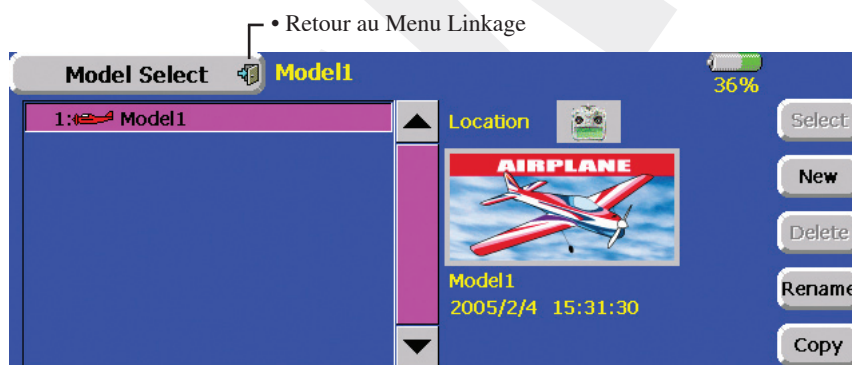 • Retour au Menu Linkage
Model Select Model1
36%
1: Model1
Location
Select
AIRPLANE
New
Delete
Model1
2005/2/4 15:31:30
Rename
Copy